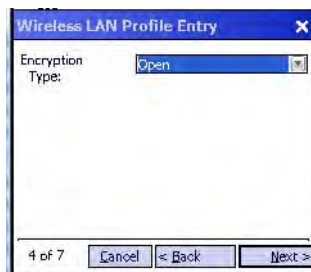 Wireless LAN Profile Entry
Encryption Type: Open
4 of 7 Cancel < Back Next >